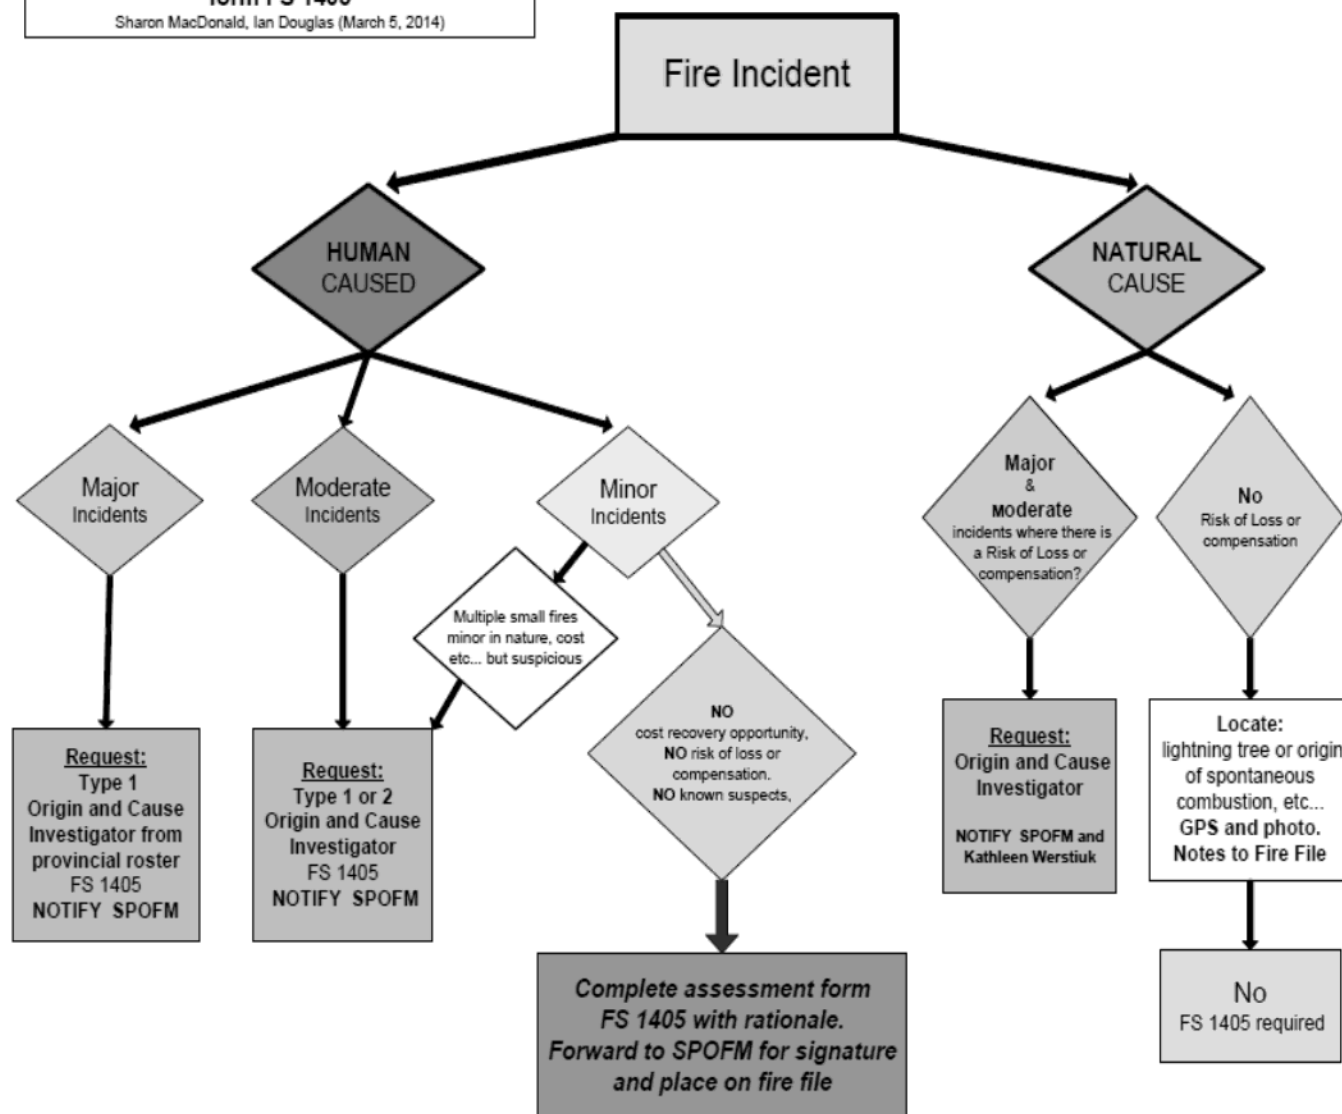 form FS 1405
Sharon MacDonald, Ian Douglas (March 5, 2014)
Fire Incident
HUMAN
CAUSED
NATURAL
CAUSE
Major
Incidents
Moderate
Incidents
Minor
Incidents
Major
&
Moderate
incidents where there is
a Risk of Loss or
compensation?
No
Risk of Loss or
compensation
Multiple small fires
minor in nature, cost
etc... but suspicious
NO
cost recovery opportunity,
NO risk of loss or
compensation.
NO known suspects,
Request:
Type 1
Origin and Cause
Investigator from
provincial roster
FS 1405
NOTIFY SPOFM
Request:
Type 1 or 2
Origin and Cause
Investigator
FS 1405
NOTIFY SPOFM
Request:
Origin and Cause
Investigator
NOTIFY SPOFM and
Kathleen Werstiuk
Locate:
lightning tree or origin
of spontaneous
combustion, etc...
GPS and photo.
Notes to Fire File
Complete assessment form
FS 1405 with rationale.
Forward to SPOFM for signature
and place on fire file
No
FS 1405 required